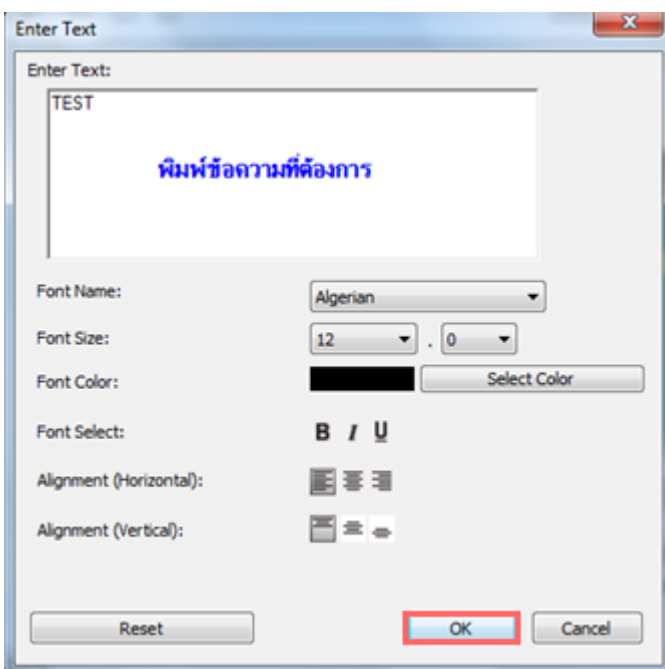 Enter Text
Enter Text:
TEST
พิมพ์ข้อความที่ต้องการ
Font Name:
Algerian
Font Size:
12 . 0
Font Color:
Select Color
Font Select:
B I U
Alignment (Horizontal):
Alignment (Vertical):
Reset OK Cancel